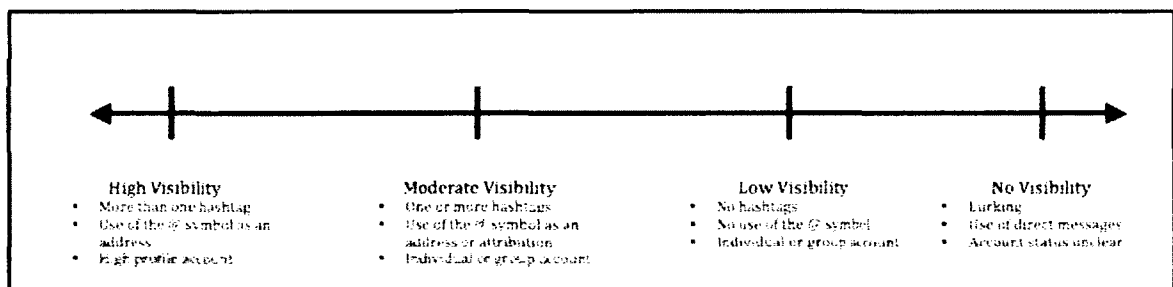 High Visibility
• More than one hashtag
• Use of the @ symbol as an
address
• High profile account
Moderate Visibility
• One or more hashtags
• Use of the @ symbol as an
address or attribution
• Individual or group account
Low Visibility
• No hashtags
• No use of the @ symbol
• Individual or group account
No Visibility
• Lurking
• Use of direct messages
• Account status unclear